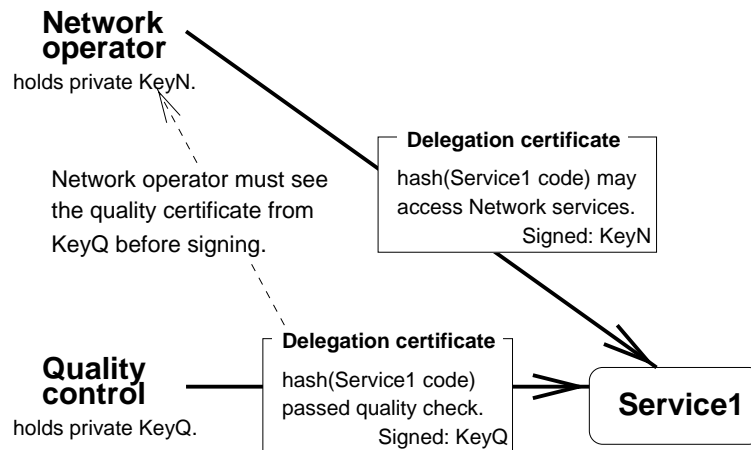 Network
operator
holds private KeyN.
Delegation certificate
hash(Service1 code) may
access Network services.
Signed: KeyN
Network operator must see
the quality certificate from
KeyQ before signing.
Delegation certificate
hash(Service1 code)
passed quality check.
Signed: KeyQ
Quality
control
holds private KeyQ.
Service1